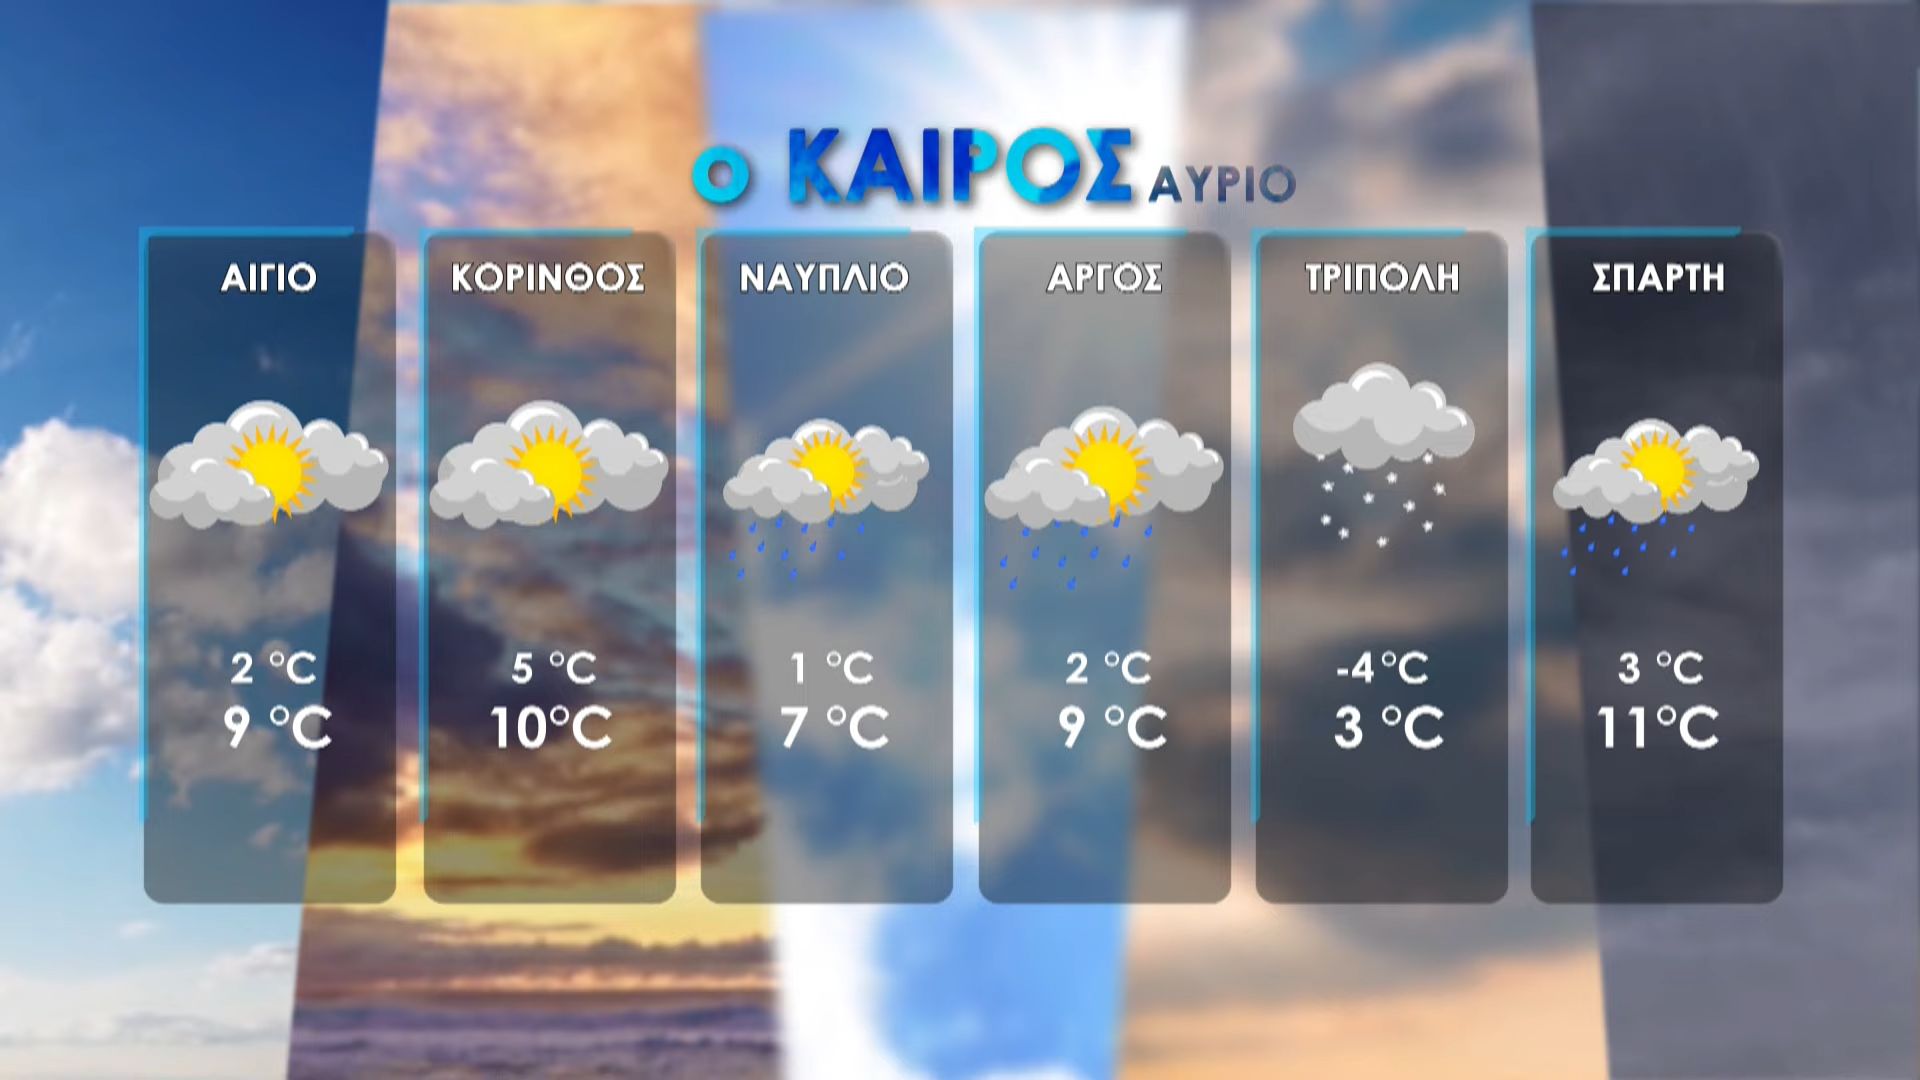 ο ΚΑΙΡΟΣ ΑΥΡΙΟ
ΑΙΓΙΟ
2 °C
9 °C
ΚΟΡΙΝΘΟΣ
5 °C
10°C
ΝΑΥΠΛΙΟ
1 °C
7 °C
ΑΡΓΟΣ
2 °C
9 °C
ΤΡΙΠΟΛΗ
-4°C
3 °C
ΣΠΑΡΤΗ
3 °C
11°C